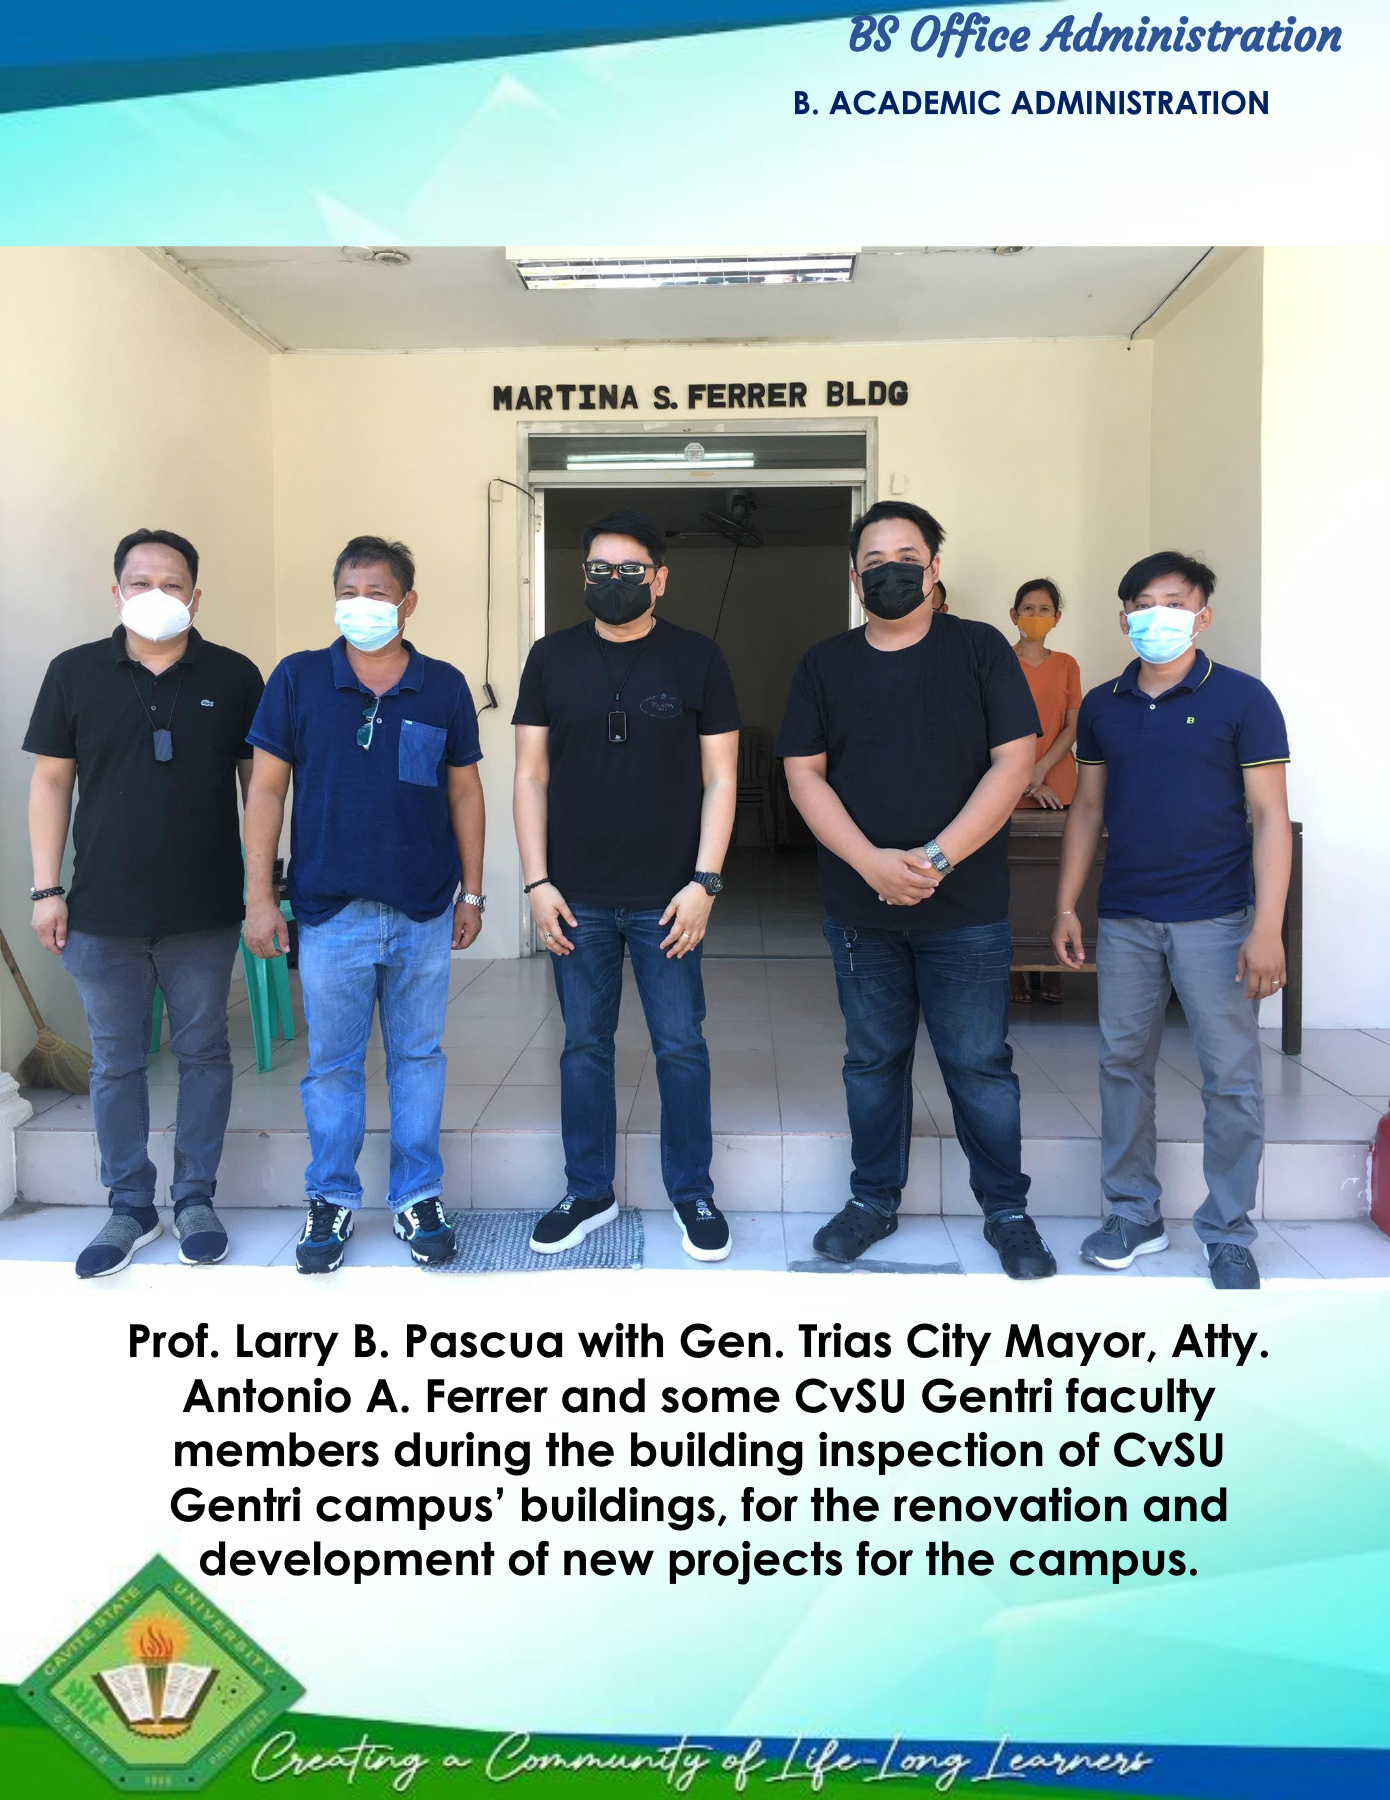 BS Office Administration
B. ACADEMIC ADMINISTRATION
MARTINA S. FERRER BLDG
Prof. Larry B. Pascua with Gen. Trias City Mayor, Atty.
Antonio A. Ferrer and some CvSU Gentri faculty
members during the building inspection of CvSU
Gentri campus’ buildings, for the renovation and
development of new projects for the campus.
CAVITE STATE UNIVERSITY
CAVITE
PHILIPPINES
1906
Creating a Community of Life-Long Learners